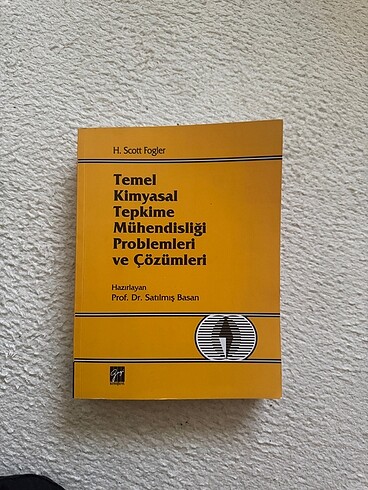 H. Scott Fogler
Temel
Kimyasal
Tepkime
Mühendisliği
Problemleri
ve Çözümleri
Hazırlayan
Prof. Dr. Satılmış Basan